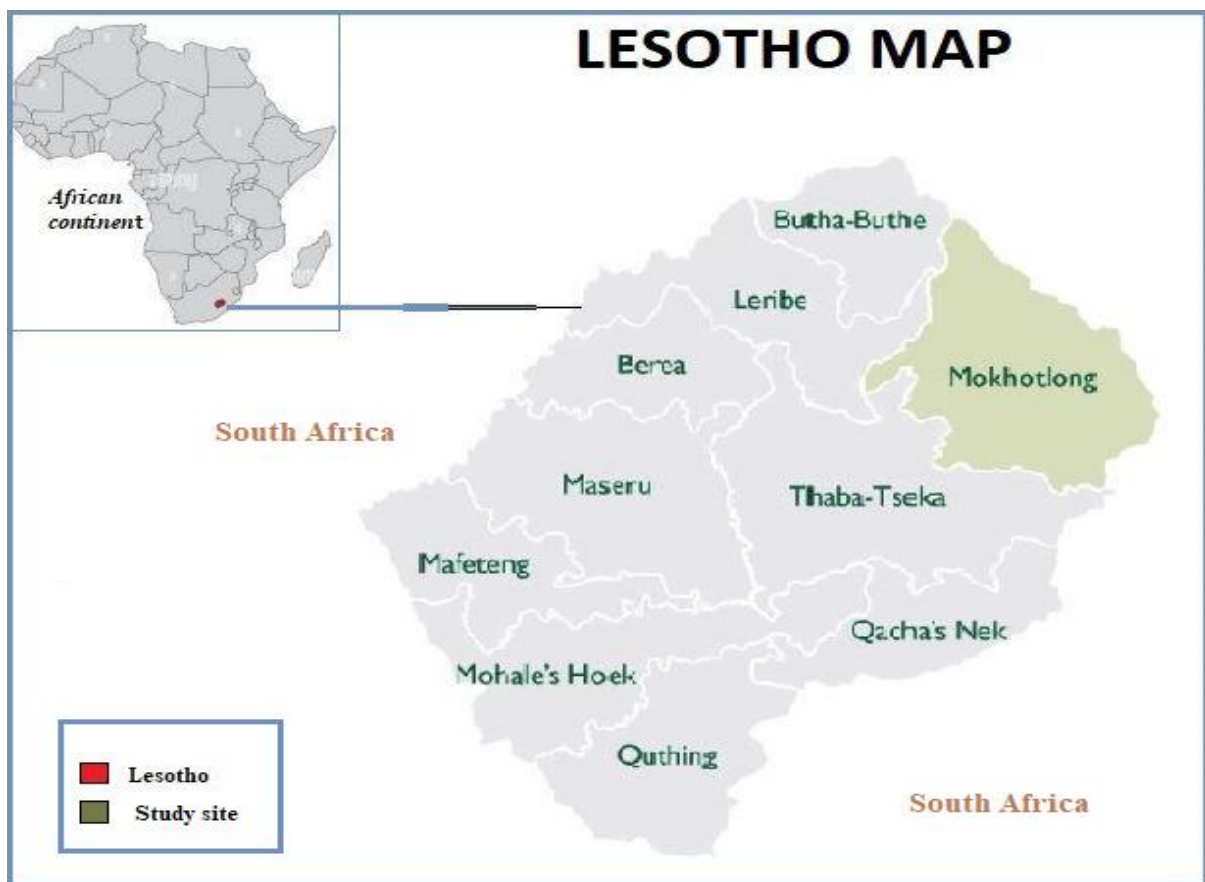 LESOTHO MAP
African
continent
Butha-Buthe
Leribe
Berea
Mokhotlong
South Africa
Maseru
Thaba-Tseka
Mafeteng
Qacha's Nek
Mohale's Hoek
Quthing
Lesotho
Study site
South Africa